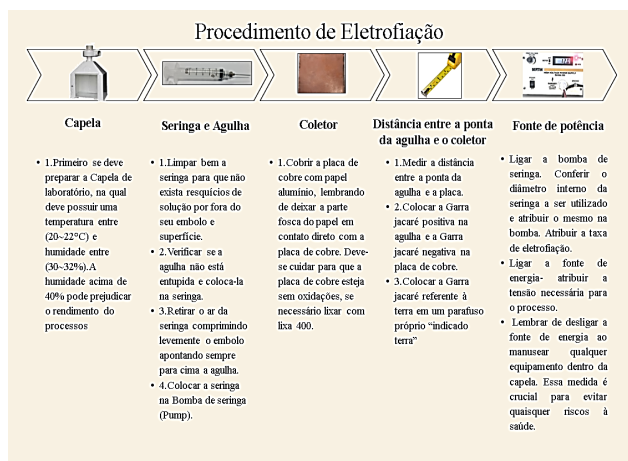 Procedimento de Eletrofiação
Capela
• 1.Primeiro se deve
preparar a Capela de
laboratório, na qual
deve possuir uma
temperatura entre
(20~22°C) e
humidade entre
(30~32%).A
humidade acima de
40% pode prejudicar
o rendimento do
processos
Seringa e Agulha
• 1.Limpar bem a
seringa para que não
exista resquícios de
solução por fora do
seu embolo e
superfície.
• 2.Verificar se a
agulha não está
entupida e coloca-la
na seringa.
• 3.Retirar o ar da
seringa comprimindo
levemente o embolo
apontando sempre
para cima a agulha.
• 4.Colocar a seringa
na Bomba de seringa
(Pump).
Coletor
• 1.Cobrir a placa de
cobre com papel
alumínio, lembrando
de deixar a parte
fosca do papel em
contato direto com a
placa de cobre. Deve-
se cuidar para que a
placa de cobre esteja
sem oxidações, se
necessário lixar com
lixa 400.
Distância entre a ponta
da agulha e o coletor
• 1.Medir a distância
entre a ponta da
agulha e a placa.
• 2.Colocar a Garra
jacaré positiva na
agulha e a Garra
jacaré negativa na
placa de cobre.
• 3.Colocar a Garra
jacaré referente à
terra em um parafuso
próprio “indicado
terra”
Fonte de potência
• Ligar a bomba de
seringa. Conferir o
diâmetro interno da
seringa a ser utilizado
e atribuir o mesmo na
bomba. Atribuir a taxa
de eletrofiação.
• Ligar a fonte de
energia- atribuir a
tensão necessária para
o processo.
• Lembrar de desligar a
fonte de energia ao
manusear qualquer
equipamento dentro da
capela. Essa medida é
crucial para evitar
quaisquer riscos à
saúde.